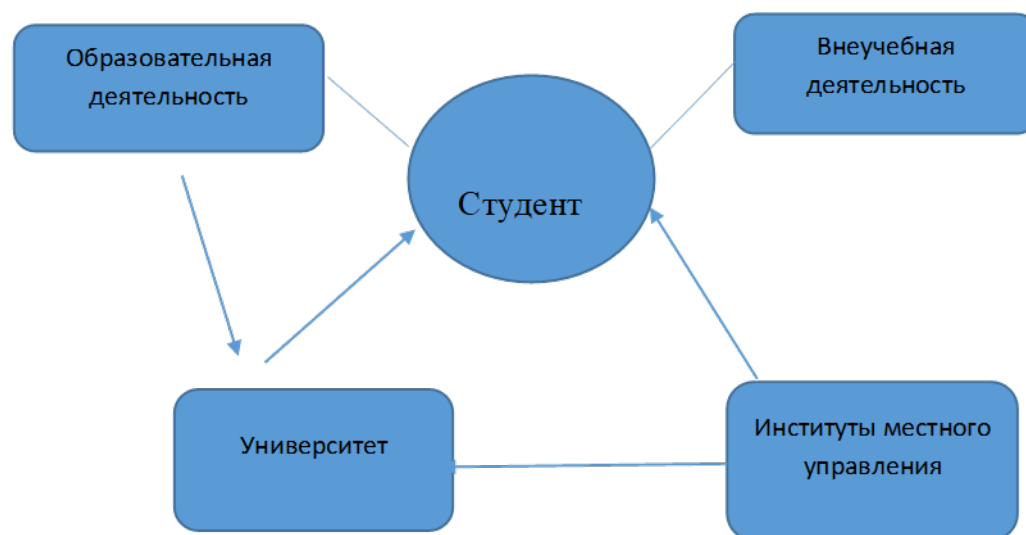 Образовательная
деятельность
Внеучебная
деятельность
Студент
Университет
Институты местного
управления